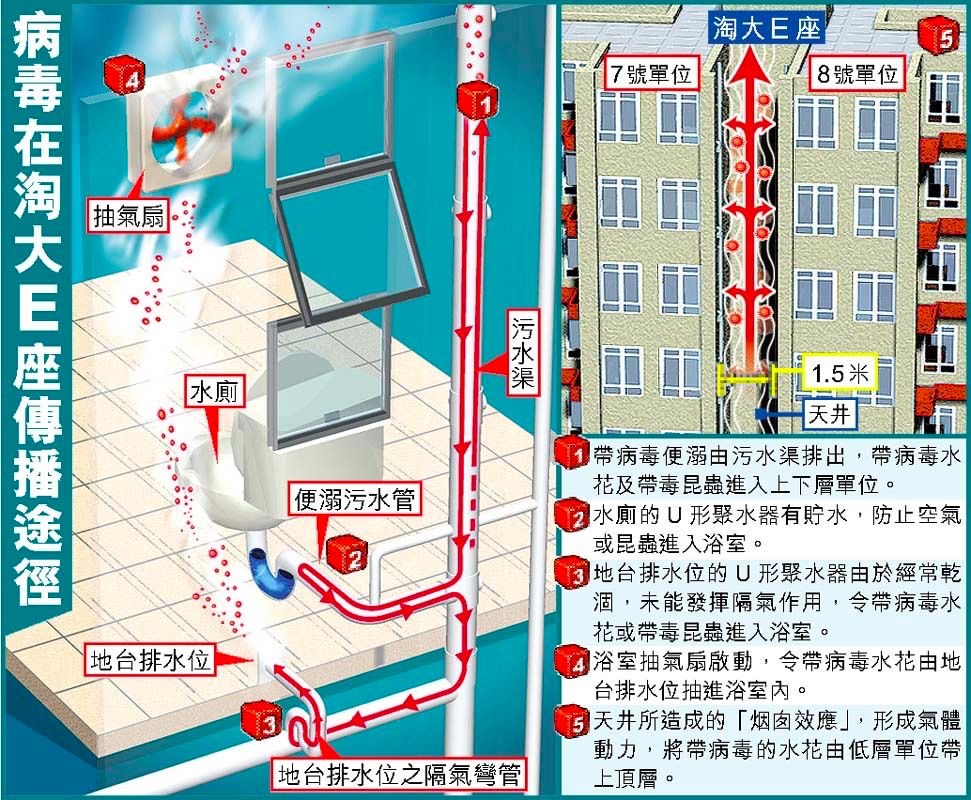 病毒在淘大E座傳播途徑
4
抽氣扇
1
污水渠
水廁
便溺污水管
2
地台排水位
3
地台排水位之隔氣彎管
淘大E座
5
7號單位
8號單位
1.5米
天井
1 帶病毒便溺由污水渠排出，帶病毒水
花及帶毒昆蟲進入上下層單位。
2 水廁的U形聚水器有貯水，防止空氣
或昆蟲進入浴室。
3 地台排水位的U形聚水器由於經常乾
涸，未能發揮隔氣作用，令帶病毒水
花或帶毒昆蟲進入浴室。
4 浴室抽氣扇啟動，令帶病毒水花由地
台排水位抽進浴室內。
5 天井所造成的「烟囱效應」，形成氣體
動力，將帶病毒的水花由低層單位帶
上頂層。